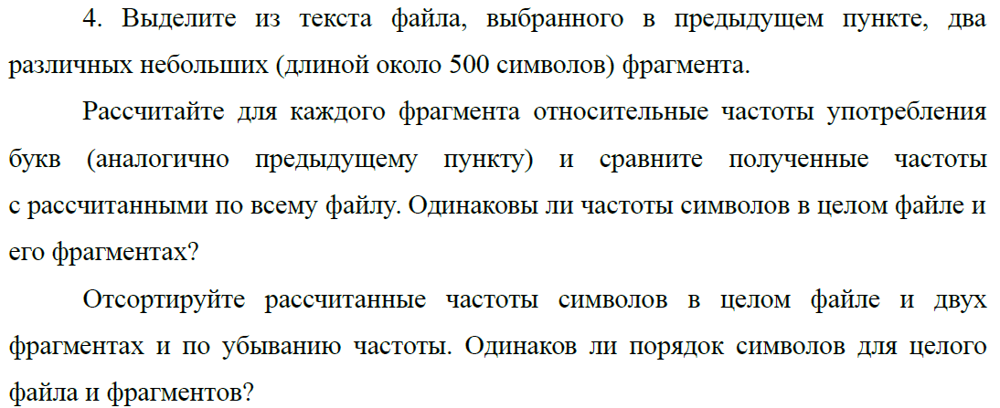 4. Выделите из текста файла, выбранного в предыдущем пункте, два
различных небольших (длиной около 500 символов) фрагмента.
Рассчитайте для каждого фрагмента относительные частоты употребления
букв (аналогично предыдущему пункту) и сравните полученные частоты
с рассчитанными по всему файлу. Одинаковы ли частоты символов в целом файле и
его фрагментах?
Отсортируйте рассчитанные частоты символов в целом файле и двух
фрагментах и по убыванию частоты. Одинаков ли порядок символов для целого
файла и фрагментов?